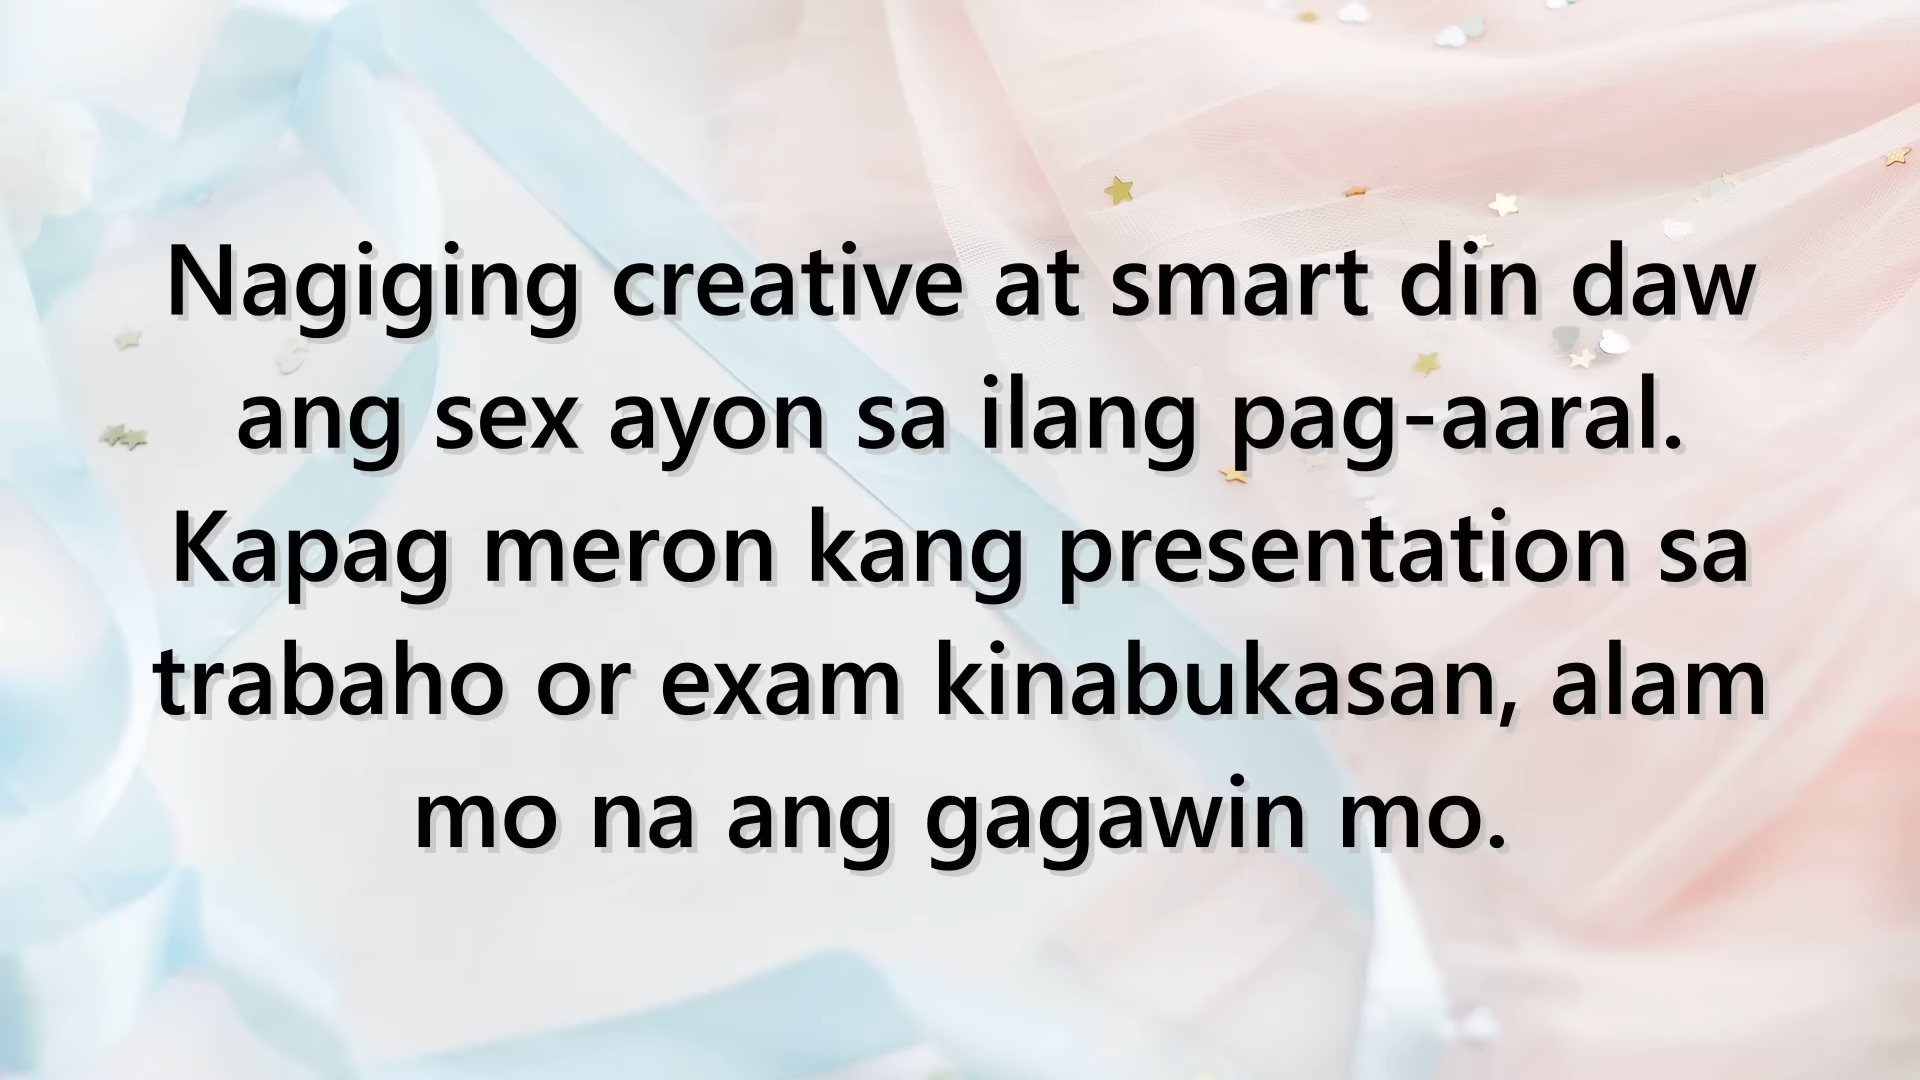 Nagiging creative at smart din daw
ang sex ayon sa ilang pag-aaral.
Kapag meron kang presentation sa
trabaho or exam kinabukasan, alam
mo na ang gagawin mo.